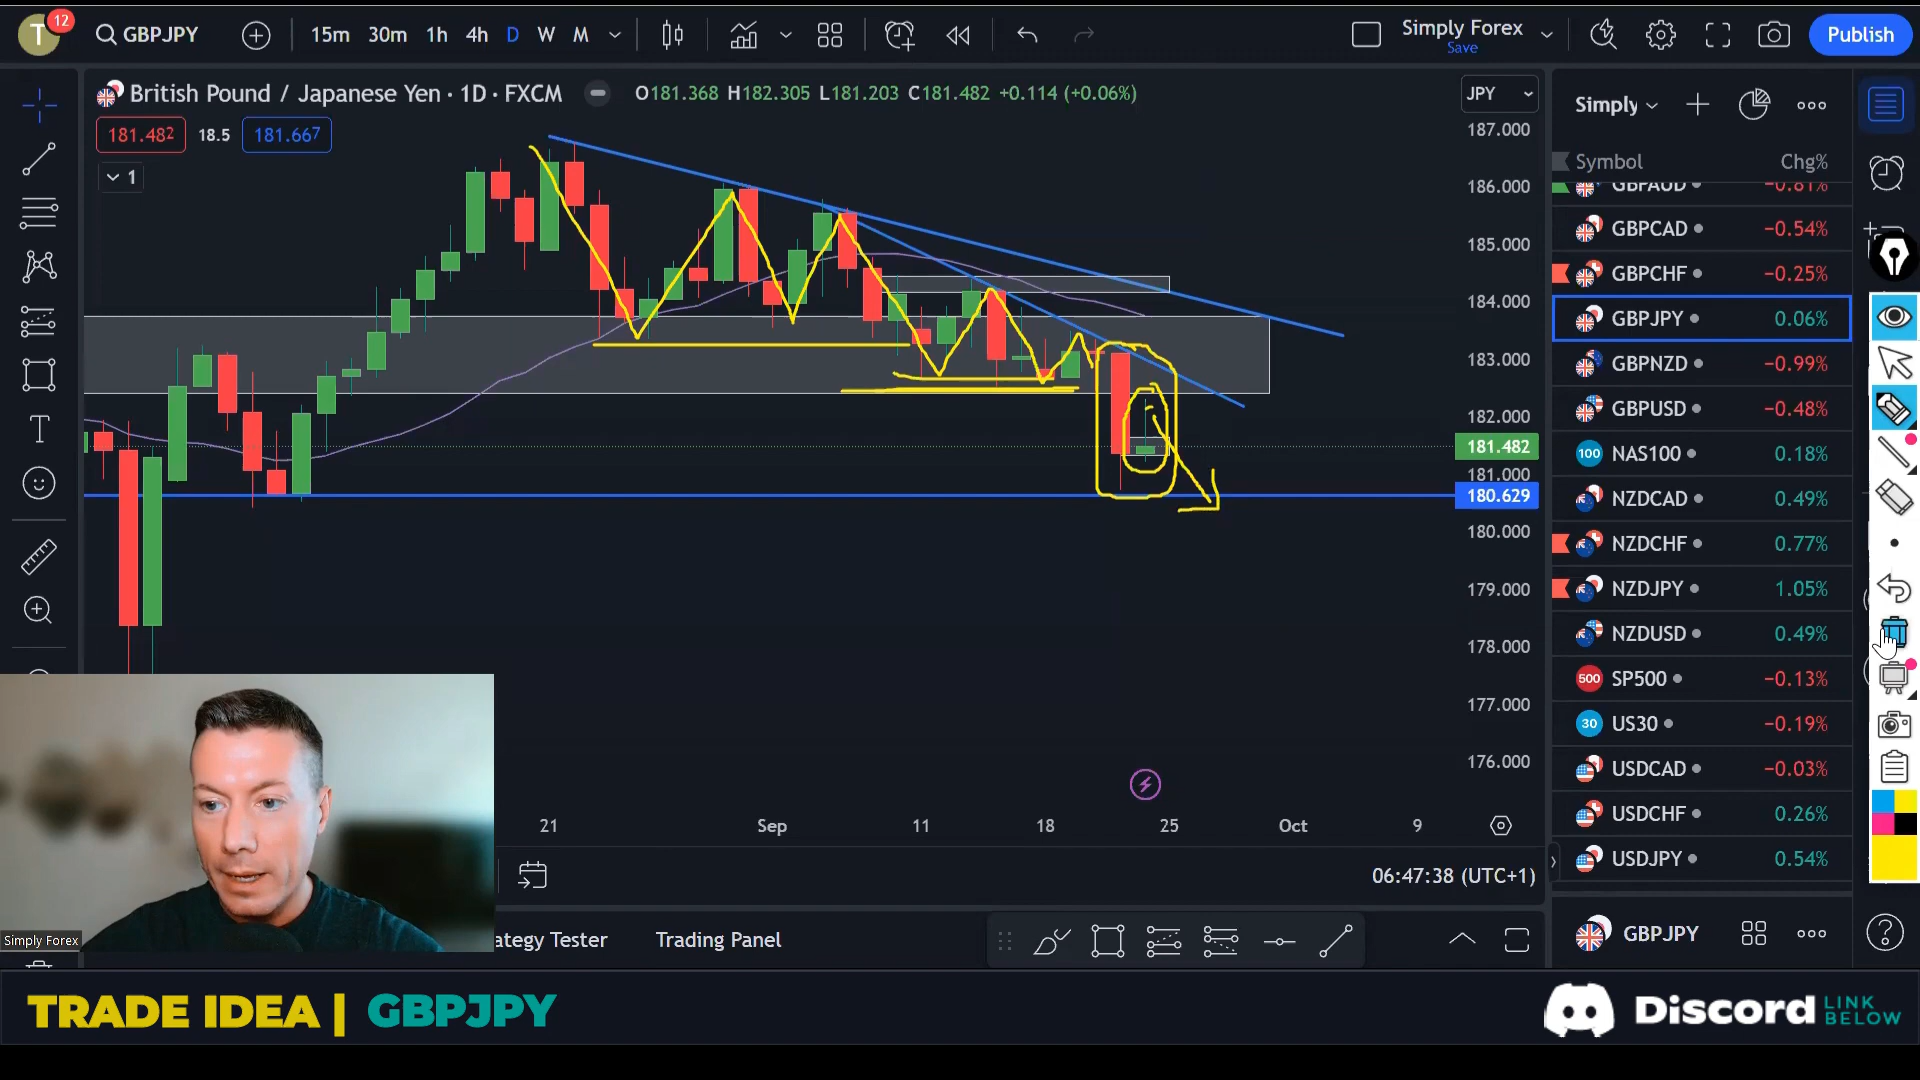 T
12
GBPJPY
15m 30m 1h 4h D W M
Simply Forex
Save
Publish
British Pound / Japanese Yen · 1D · FXCM
O181.368 H182.305 L181.203 C181.482 +0.114 (+0.06%)
181.482 18.5 181.667
1
JPY
187.000
186.000
185.000
184.000
183.000
182.000
181.482
181.000
180.629
180.000
179.000
178.000
177.000
176.000
21 Sep 11 18 25 Oct 9
06:47:38 (UTC+1)
Simply
Symbol Chg%
GBPAUD −0.81%
GBPCAD −0.54%
GBPCHF −0.25%
GBPJPY 0.06%
GBPNZD −0.99%
GBPUSD −0.48%
100 NAS100 0.18%
NZDCAD 0.49%
NZDCHF 0.77%
NZDJPY 1.05%
NZDUSD 0.49%
500 SP500 −0.13%
30 US30 −0.19%
USDCAD −0.03%
USDCHF 0.26%
USDJPY 0.54%
GBPJPY
Simply Forex
ategy Tester
Trading Panel
TRADE IDEA | GBPJPY
Discord LINK BELOW